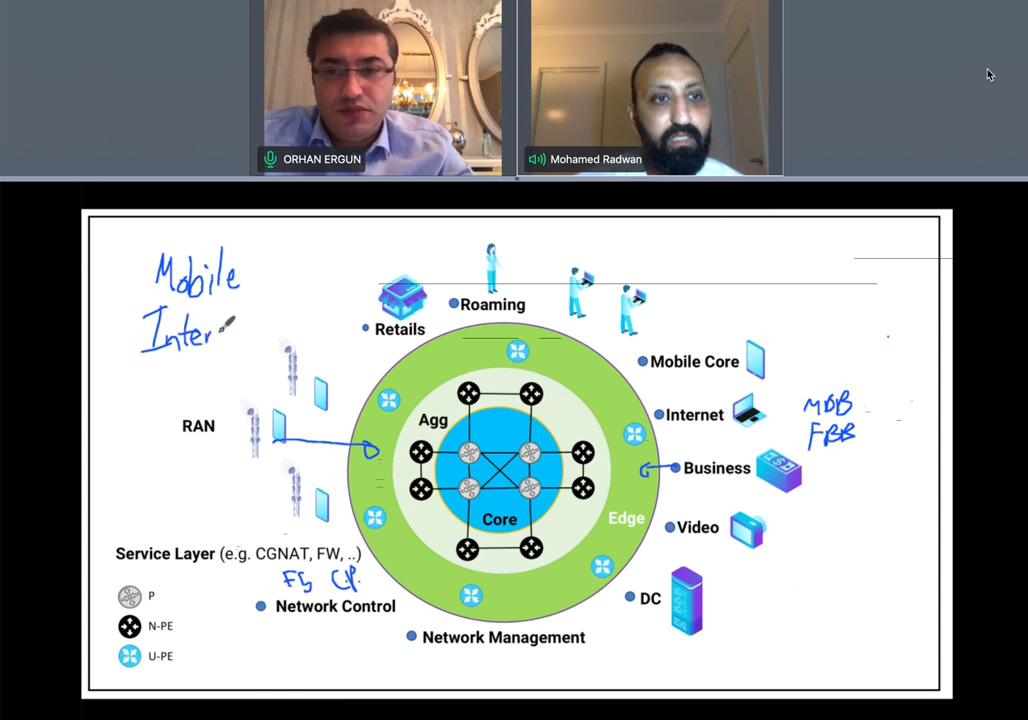 ORHAN ERGUN
Mohamed Radwan
Mobile
Inter
Roaming
Retails
Mobile Core
Agg
Internet
MBB
FBB
RAN
Business
Core
Edge
Video
Service Layer (e.g. CGNAT, FW, ..)
P
DC
Network Control
N-PE
Network Management
U-PE